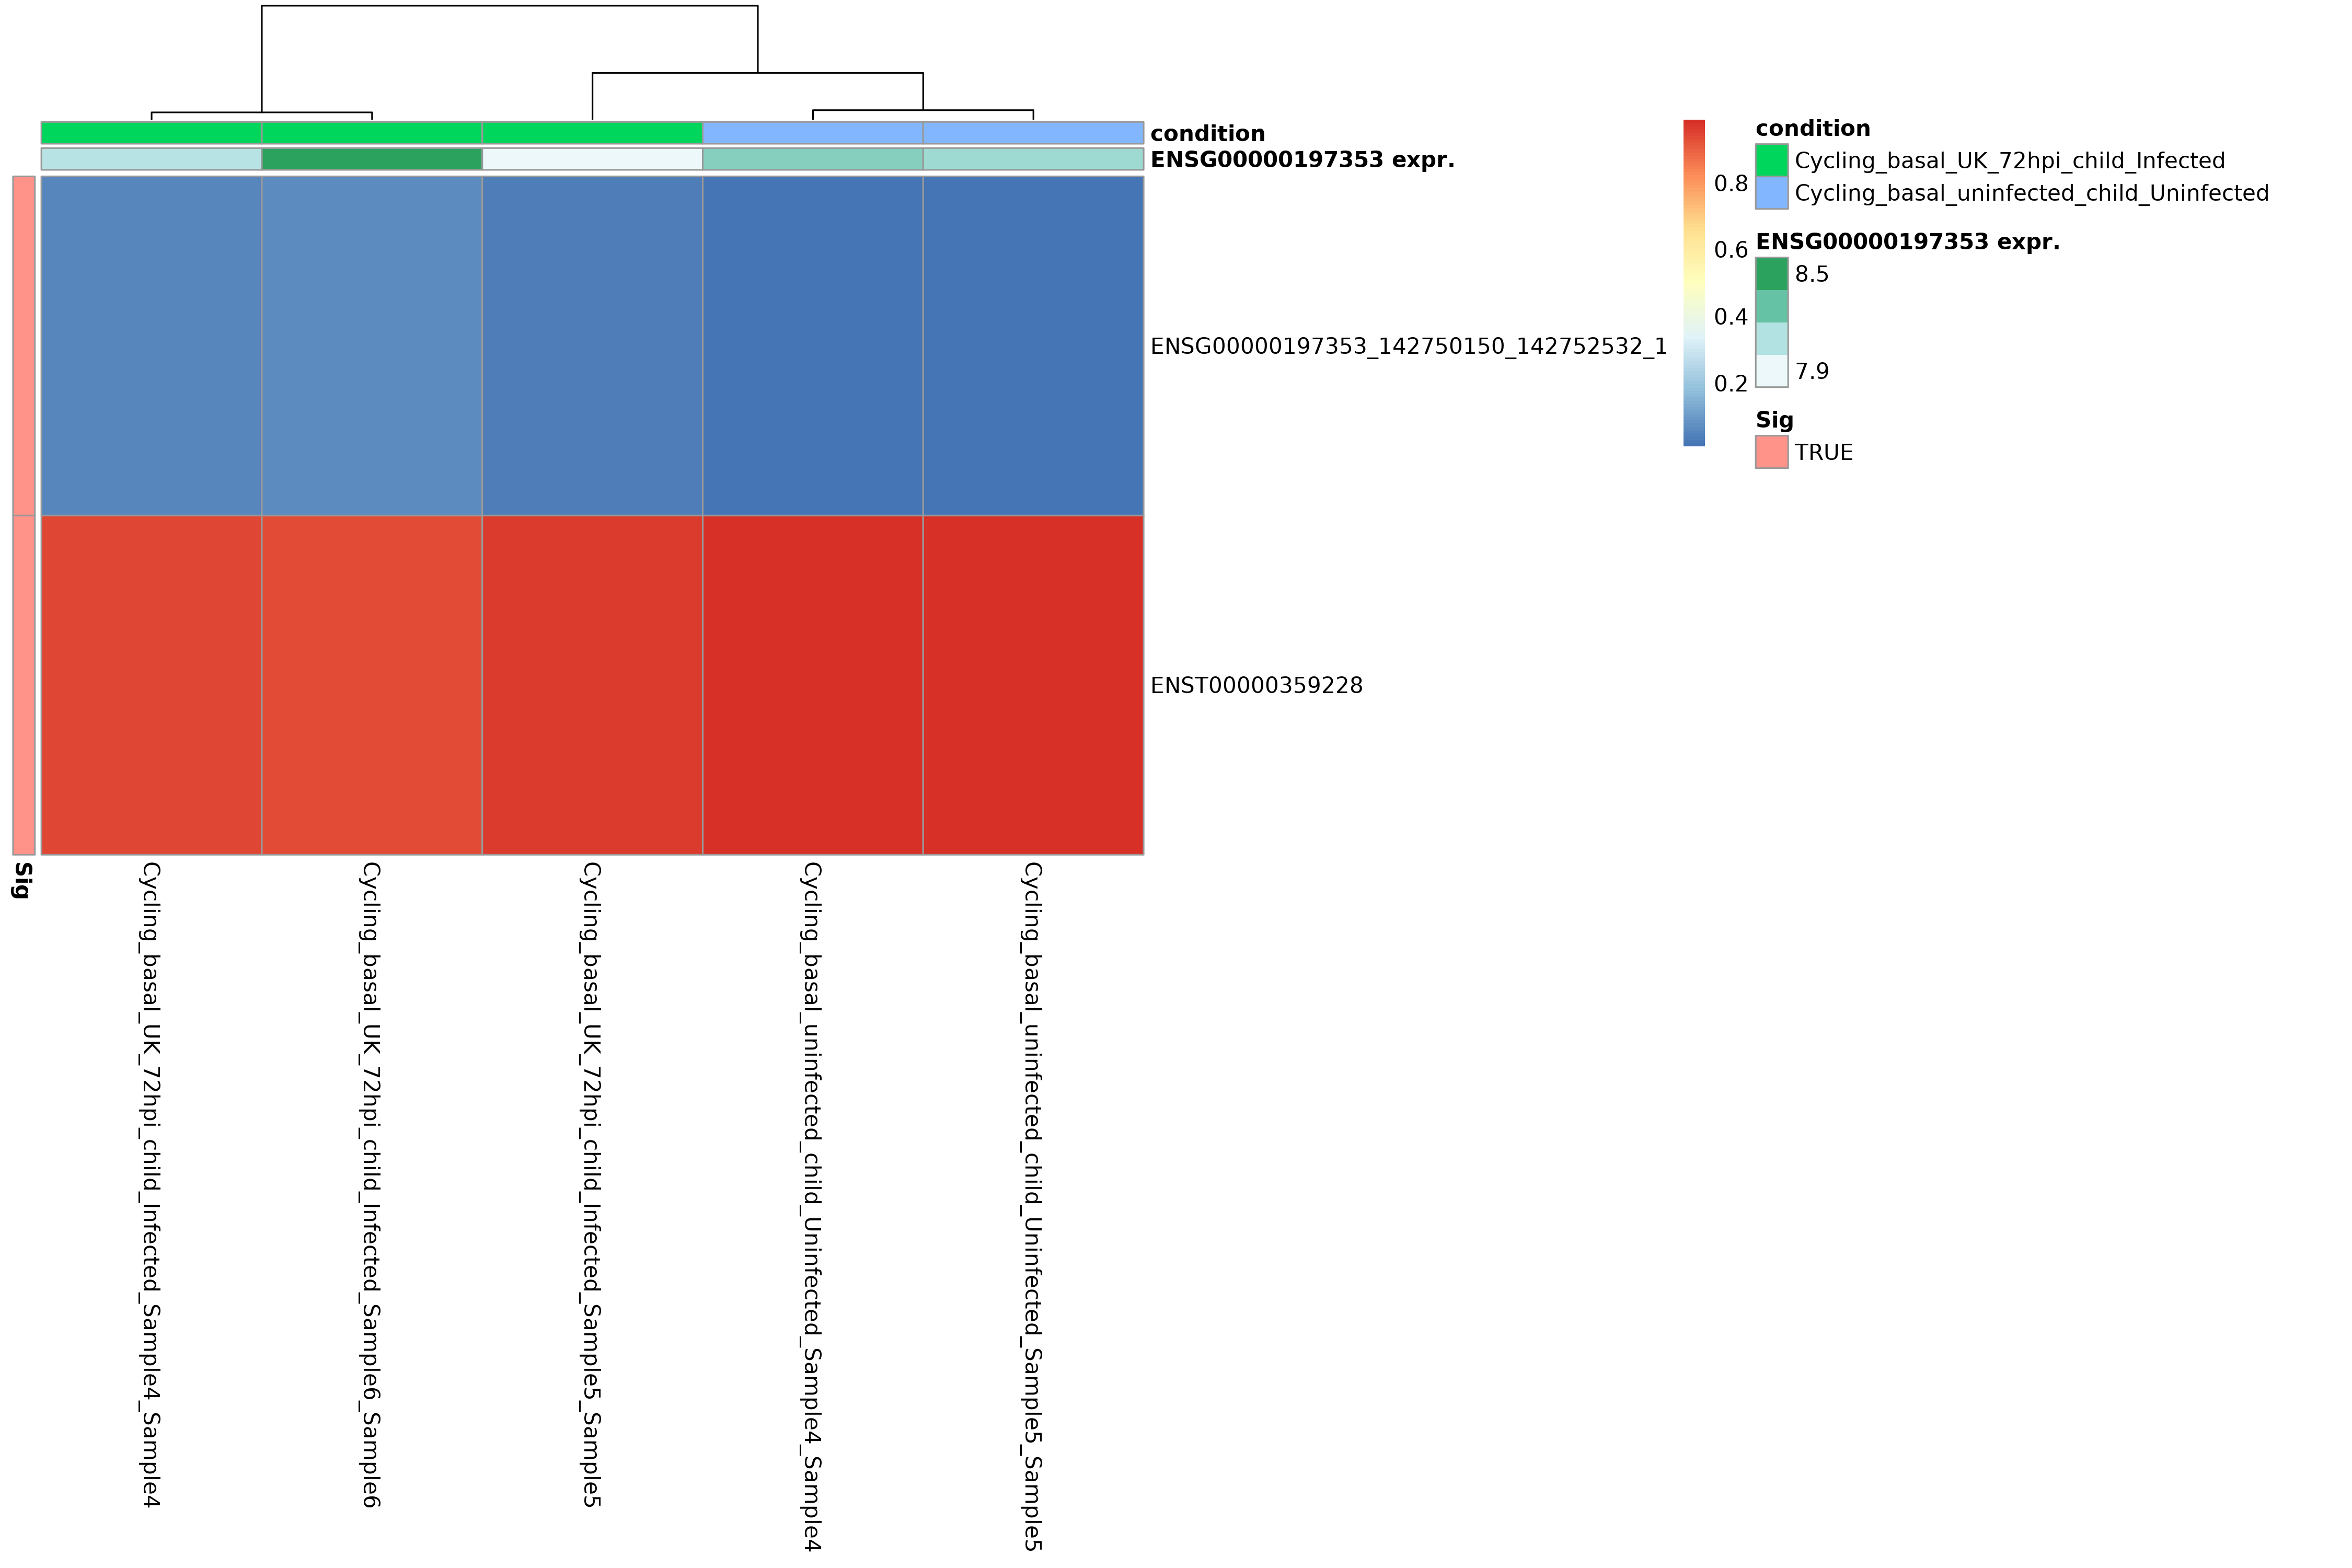 condition
ENSG00000197353 expr.
ENSG00000197353_142750150_142752532_1
ENST00000359228
Sig
Cycling_basal_UK_72hpi_child_Infected_Sample4_Sample4
Cycling_basal_UK_72hpi_child_Infected_Sample6_Sample6
Cycling_basal_UK_72hpi_child_Infected_Sample5_Sample5
Cycling_basal_uninfected_child_Uninfected_Sample4_Sample4
Cycling_basal_uninfected_child_Uninfected_Sample5_Sample5
0.8
0.6
0.4
0.2
condition
Cycling_basal_UK_72hpi_child_Infected
Cycling_basal_uninfected_child_Uninfected
ENSG00000197353 expr.
8.5
7.9
Sig
TRUE